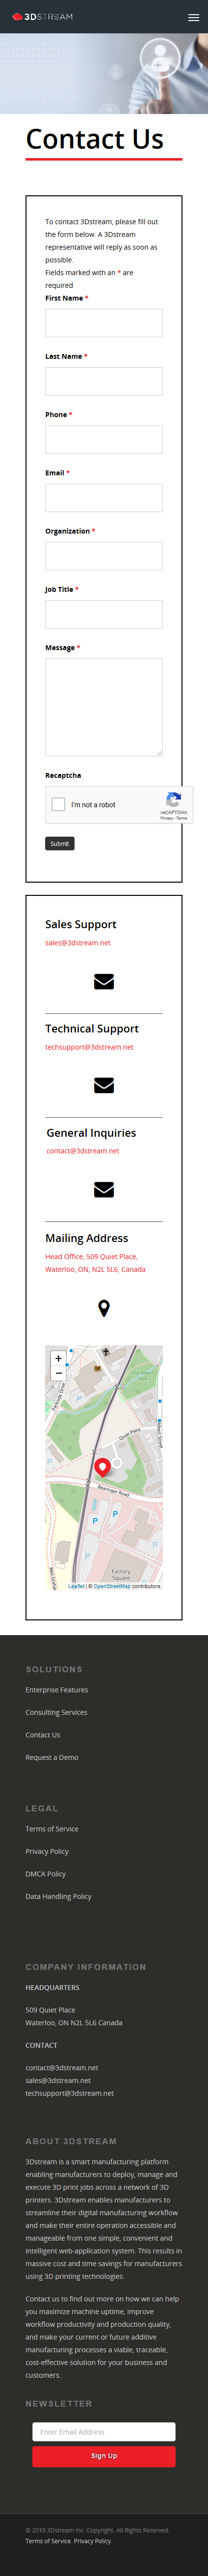 3DSTREAM
Contact Us
To contact 3Dstream, please fill out
the form below. A 3Dstream
representative will reply as soon as
possible.
Fields marked with an * are
required
First Name *
Last Name *
Phone *
Email *
Organization *
Job Title *
Message *
Recaptcha
I'm not a robot
reCAPTCHA
Privacy - Terms
Submit
Sales Support
sales@3dstream.net
Technical Support
techsupport@3dstream.net
General Inquiries
contact@3dstream.net
Mailing Address
Head Office, 509 Quiet Place,
Waterloo, ON, N2L 5L6, Canada
+
−
Quiet Place
Bearinger Road
Albert Street
P
P
P
Factory
Square
Leaflet | © OpenStreetMap contributors
SOLUTIONS
Enterprise Features
Consulting Services
Contact Us
Request a Demo
LEGAL
Terms of Service
Privacy Policy
DMCA Policy
Data Handling Policy
COMPANY INFORMATION
HEADQUARTERS
509 Quiet Place
Waterloo, ON N2L 5L6 Canada
CONTACT
contact@3dstream.net
sales@3dstream.net
techsupport@3dstream.net
ABOUT 3DSTREAM
3Dstream is a smart manufacturing platform
enabling manufacturers to deploy, manage and
execute 3D print jobs across a network of 3D
printers. 3Dstream enables manufacturers to
streamline their digital manufacturing workflow
and make their entire operation accessible and
manageable from one simple, convenient and
intelligent web-application system. This results in
massive cost and time savings for manufacturers
using 3D printing technologies.
Contact us to find out more on how we can help
you maximize machine uptime, improve
workflow productivity and production quality,
and make your current or future additive
manufacturing processes a viable, traceable,
cost-effective solution for your business and
customers.
NEWSLETTER
Enter Email Address
Sign Up
© 2019 3Dstream Inc. Copyright. All Rights Reserved.
Terms of Service. Privacy Policy.